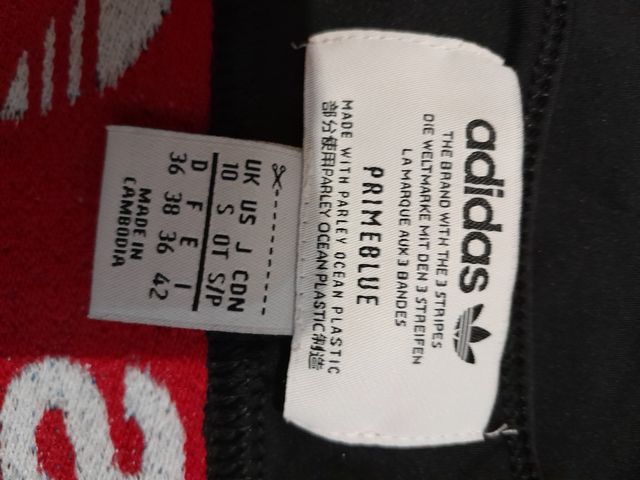 adidas
THE BRAND WITH THE 3 STRIPES
DIE WELTMARKE MIT DEN 3 STREIFEN
LA MARQUE AUX 3 BANDES
PRIMEBLUE
MADE WITH PARLEY OCEAN PLASTIC
部分使用PARLEY OCEAN PLASTIC制造
UK US J CDN
10 S OT S/P
D F E I
36 38 36 42
MADE IN
CAMBODIA